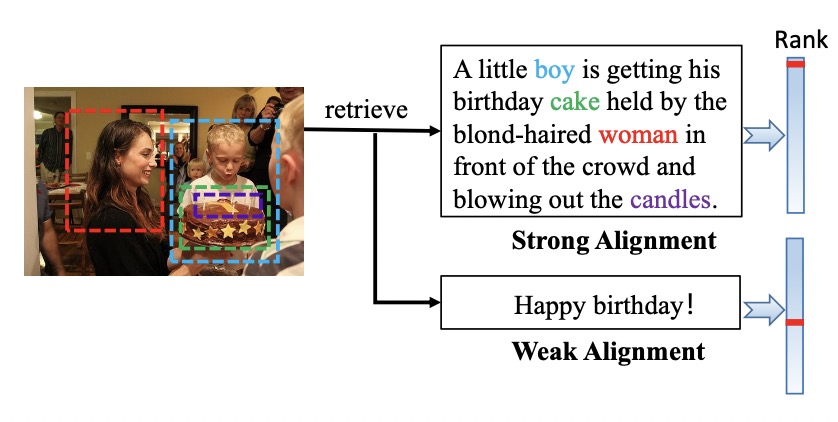 Rank
retrieve
A little boy is getting his
birthday cake held by the
blond-haired woman in
front of the crowd and
blowing out the candles.
Strong Alignment
Happy birthday!
Weak Alignment